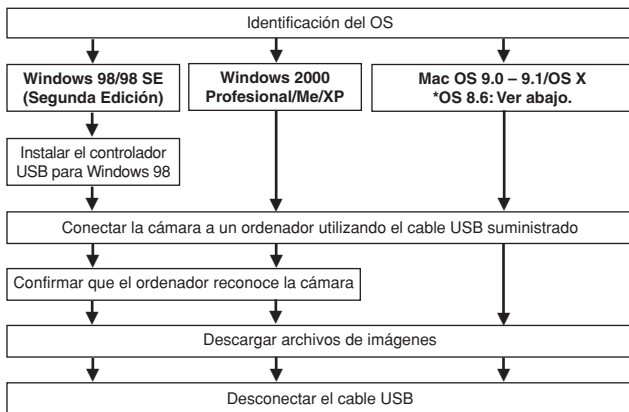 Identificación del OS
Windows 98/98 SE
(Segunda Edición)
Windows 2000
Profesional/Me/XP
Mac OS 9.0 – 9.1/OS X
*OS 8.6: Ver abajo.
Instalar el controlador
USB para Windows 98
Conectar la cámara a un ordenador utilizando el cable USB suministrado
Confirmar que el ordenador reconoce la cámara
Descargar archivos de imágenes
Desconectar el cable USB